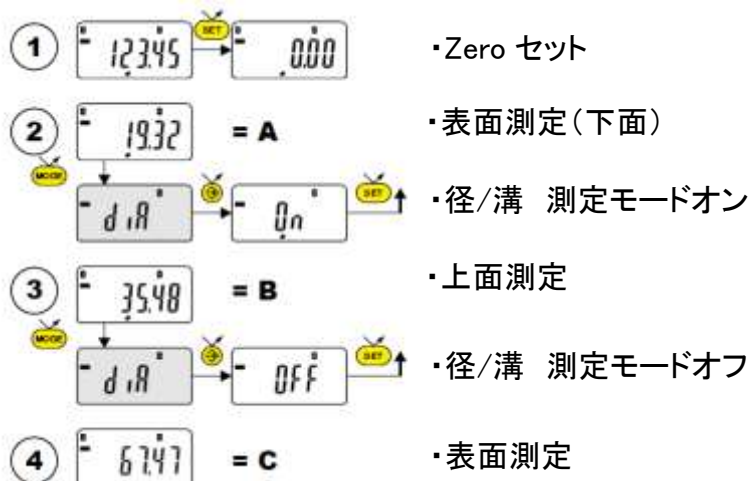 1 123.45 SET 0.00 ・Zero セット
2 19.32 = A ・表面測定（下面）
MODE
diA On SET ・径/溝 測定モードオン
3 35.48 = B ・上面測定
MODE
diA OFF SET ・径/溝 測定モードオフ
4 67.47 = C ・表面測定